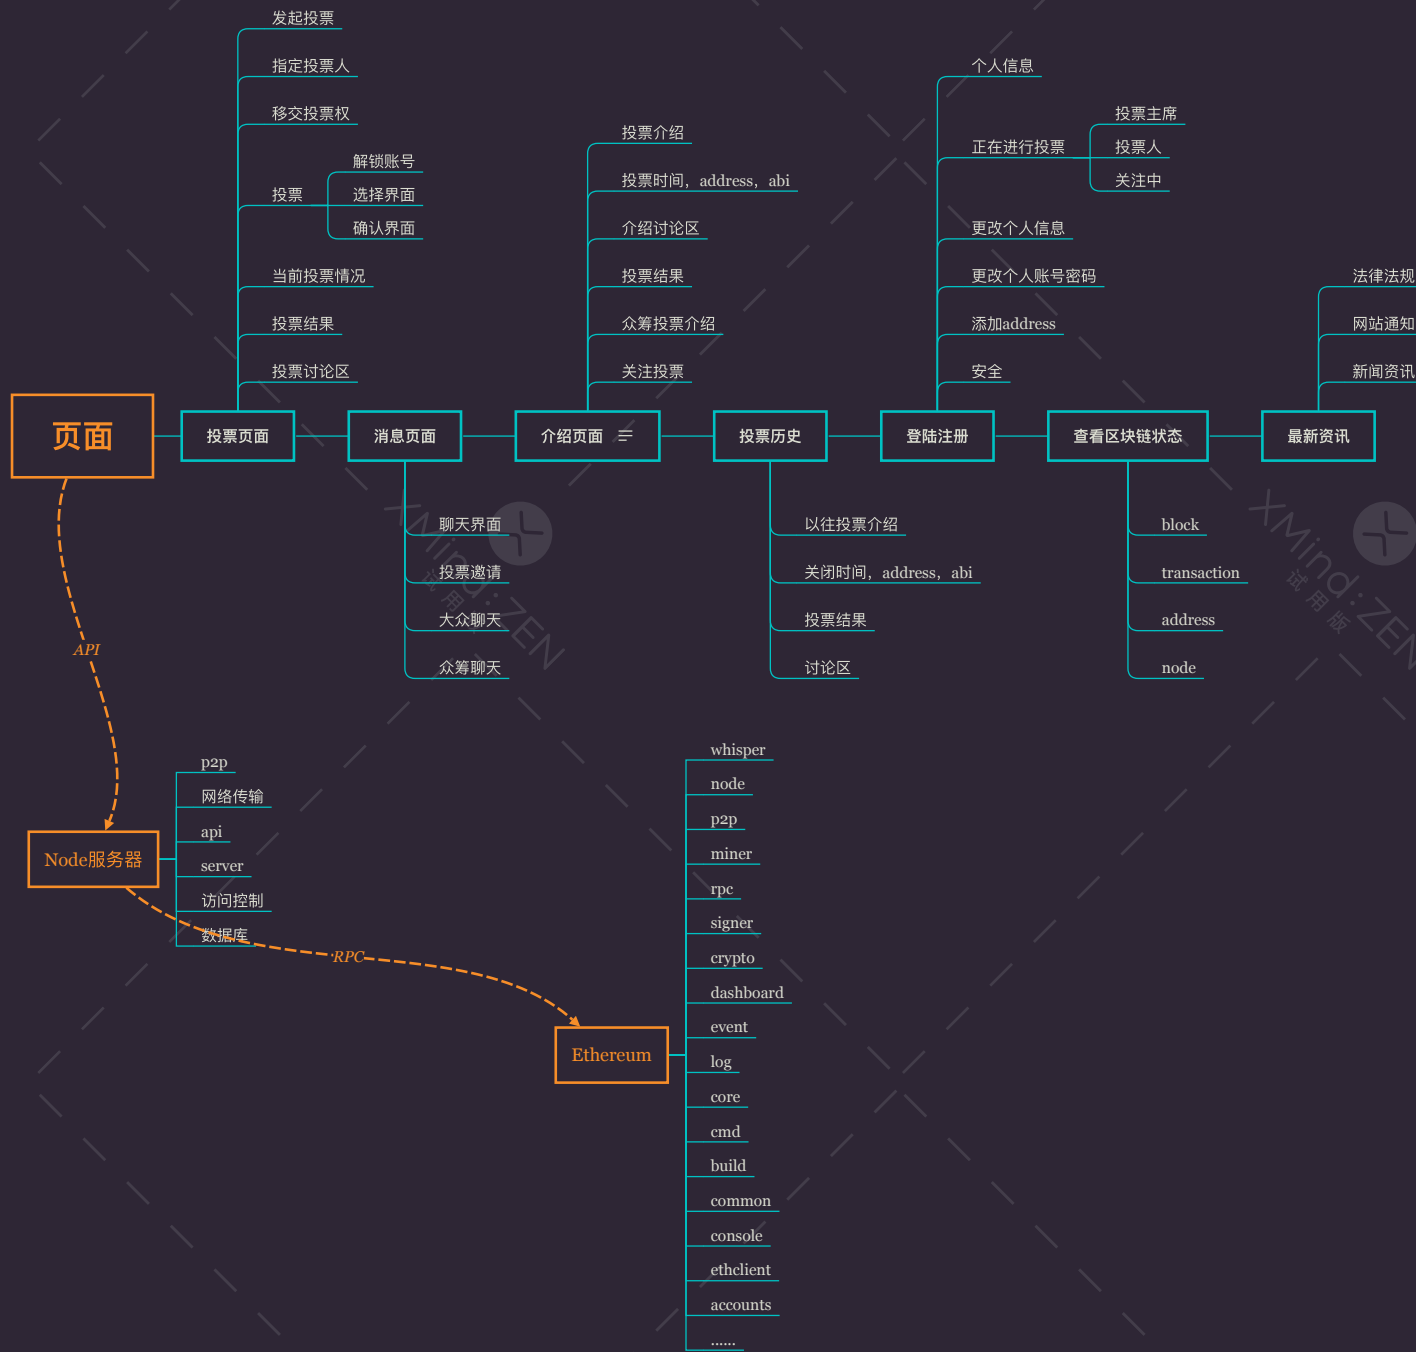 发起投票
指定投票人
移交投票权
投票
解锁账号
选择界面
确认界面
当前投票情况
投票结果
投票讨论区
投票介绍
投票时间，address，abi
介绍讨论区
投票结果
众筹投票介绍
关注投票
个人信息
正在进行投票
投票主席
投票人
关注中
更改个人信息
更改个人账号密码
添加address
安全
法律法规
网站通知
新闻资讯
页面
投票页面
消息页面
介绍页面
投票历史
登陆注册
查看区块链状态
最新资讯
聊天界面
投票邀请
大众聊天
众筹聊天
以往投票介绍
关闭时间，address，abi
投票结果
讨论区
block
transaction
address
node
XMind:ZEN
试用版
XMind:ZEN
试用版
API
Node服务器
p2p
网络传输
api
server
访问控制
数据库
RPC
Ethereum
whisper
node
p2p
miner
rpc
signer
crypto
dashboard
event
log
core
cmd
build
common
console
ethclient
accounts
......